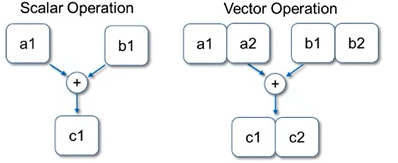 Scalar Operation
a1 b1
+
c1
Vector Operation
a1 a2 b1 b2
+
c1 c2